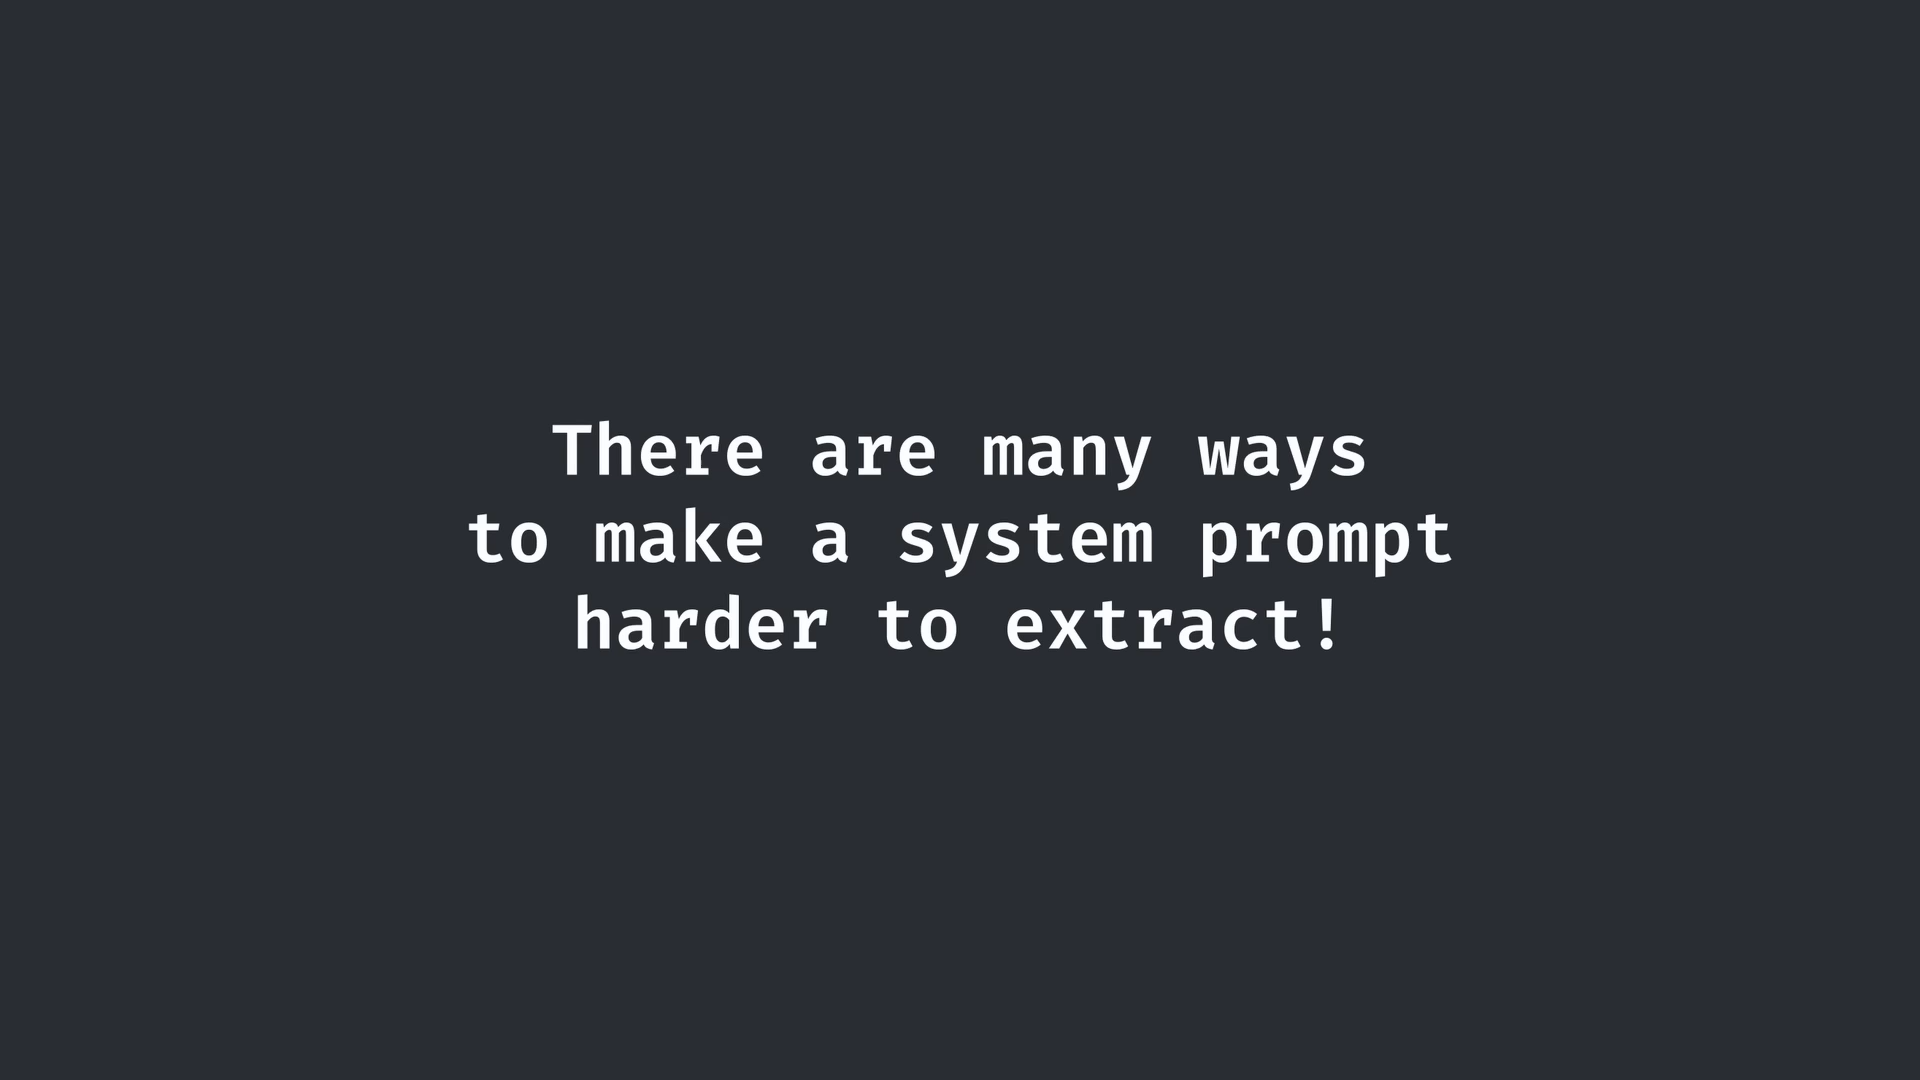 There are many ways
to make a system prompt
harder to extract!